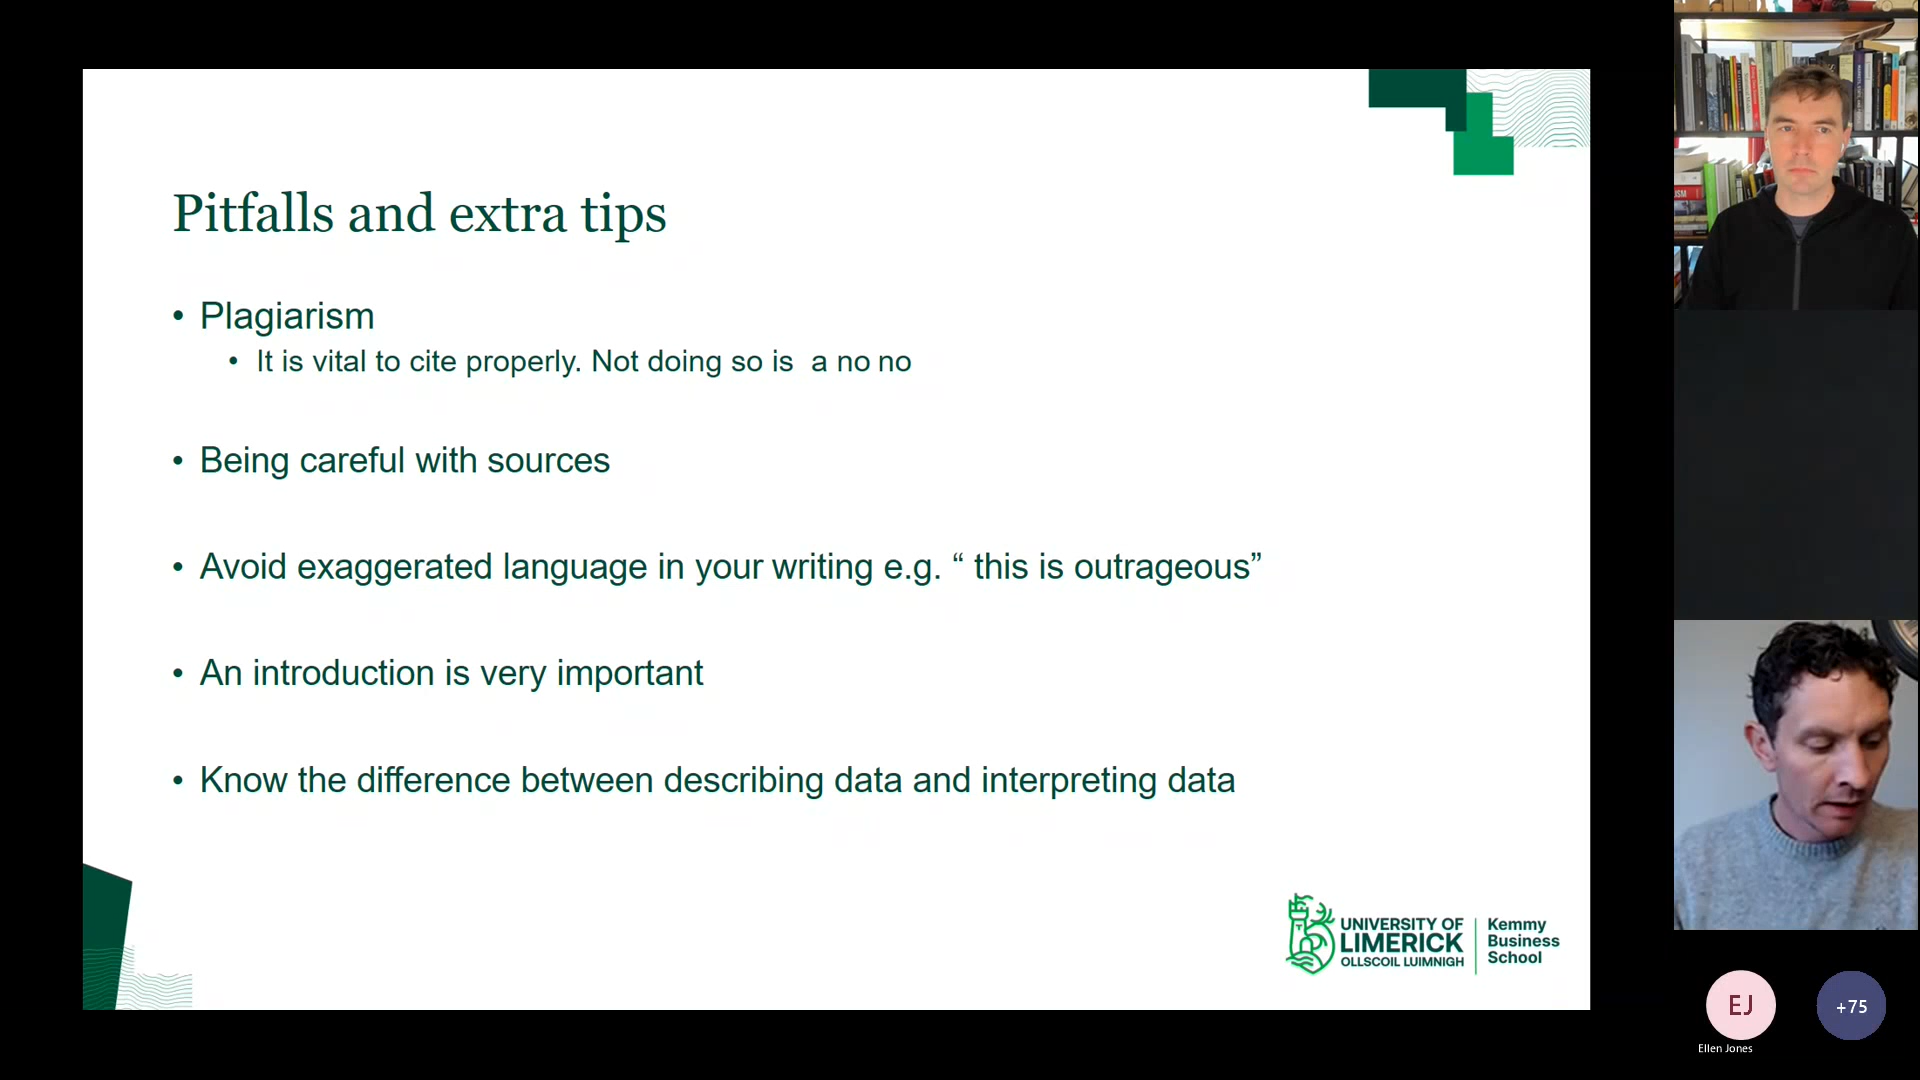 Pitfalls and extra tips
• Plagiarism
• It is vital to cite properly. Not doing so is  a no no
• Being careful with sources
• Avoid exaggerated language in your writing e.g. “ this is outrageous”
• An introduction is very important
• Know the difference between describing data and interpreting data
UNIVERSITY OF
LIMERICK
OLLSCOIL LUIMNIGH
Kemmy
Business
School
EJ
+75
Ellen Jones